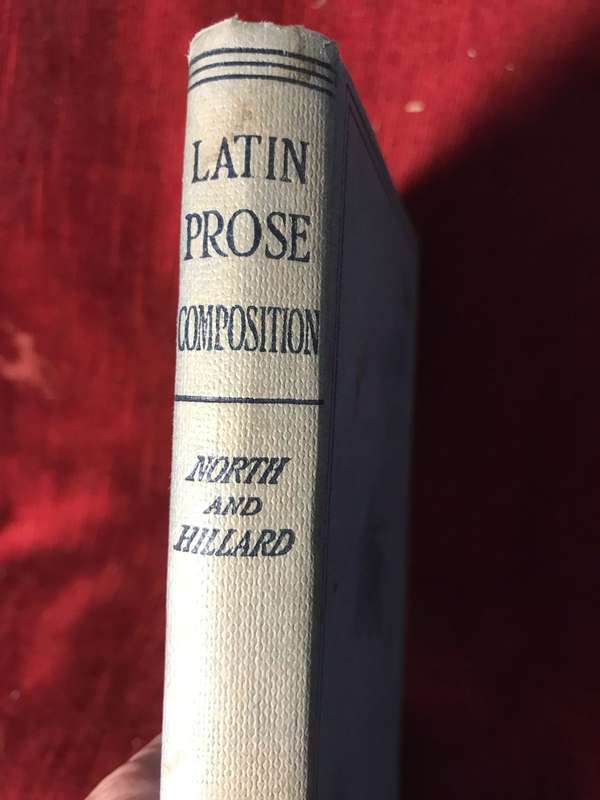 LATIN
PROSE
COMPOSITION
NORTH
AND
HILLARD